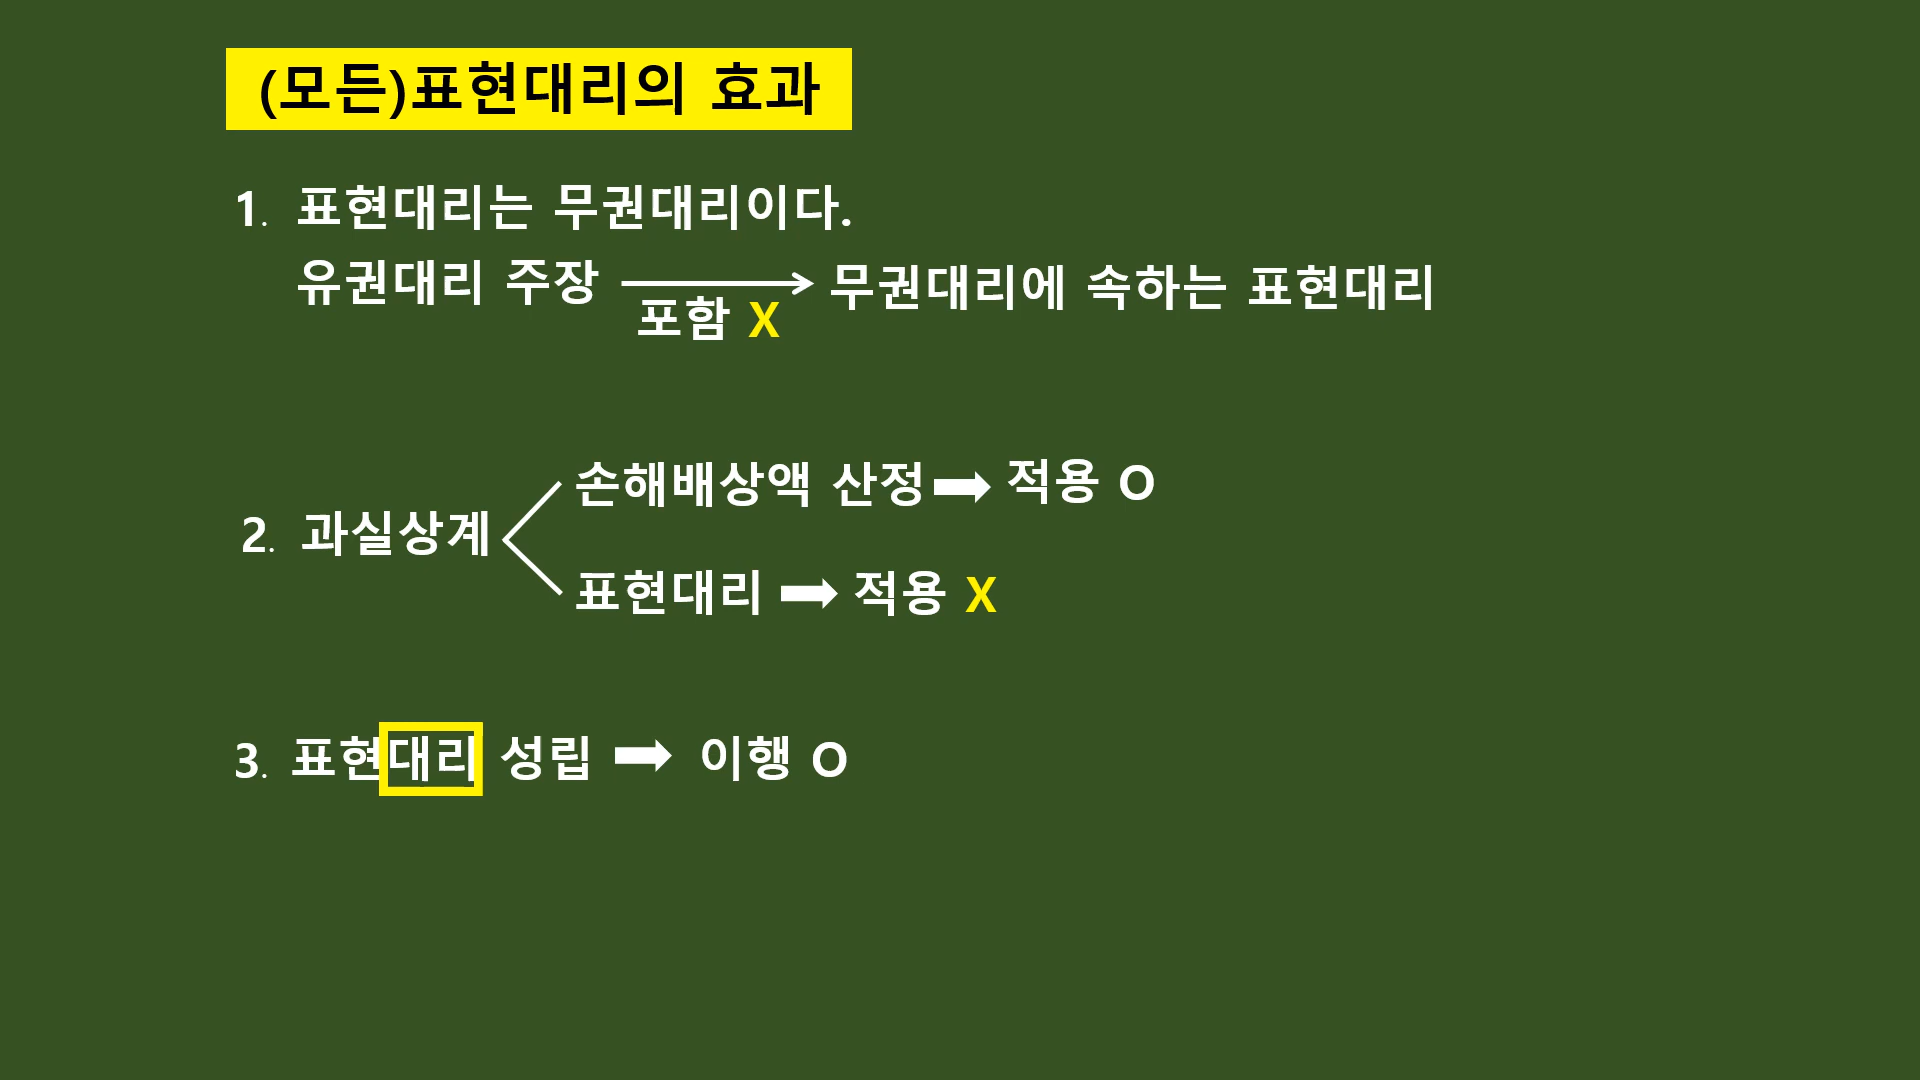 (모든)표현대리의 효과
1. 표현대리는 무권대리이다.
유권대리 주장 포함 X 무권대리에 속하는 표현대리
2. 과실상계
손해배상액 산정 적용 O
표현대리 적용 X
3. 표현대리 성립 이행 O